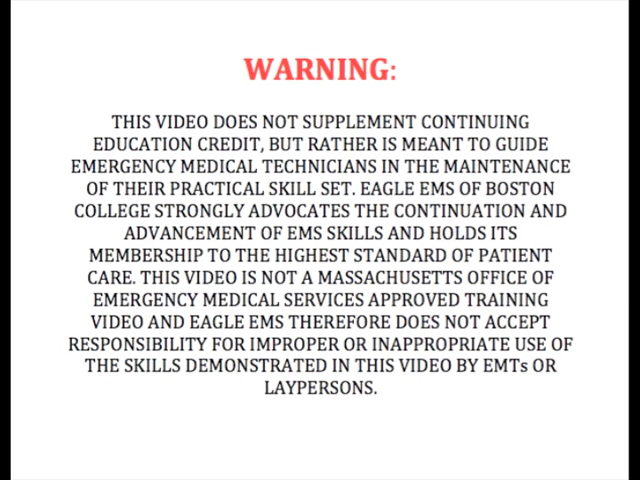 WARNING:
THIS VIDEO DOES NOT SUPPLEMENT CONTINUING
EDUCATION CREDIT, BUT RATHER IS MEANT TO GUIDE
EMERGENCY MEDICAL TECHNICIANS IN THE MAINTENANCE
OF THEIR PRACTICAL SKILL SET. EAGLE EMS OF BOSTON
COLLEGE STRONGLY ADVOCATES THE CONTINUATION AND
ADVANCEMENT OF EMS SKILLS AND HOLDS ITS
MEMBERSHIP TO THE HIGHEST STANDARD OF PATIENT
CARE. THIS VIDEO IS NOT A MASSACHUSETTS OFFICE OF
EMERGENCY MEDICAL SERVICES APPROVED TRAINING
VIDEO AND EAGLE EMS THEREFORE DOES NOT ACCEPT
RESPONSIBILITY FOR IMPROPER OR INAPPROPRIATE USE OF
THE SKILLS DEMONSTRATED IN THIS VIDEO BY EMTs OR
LAYPERSONS.